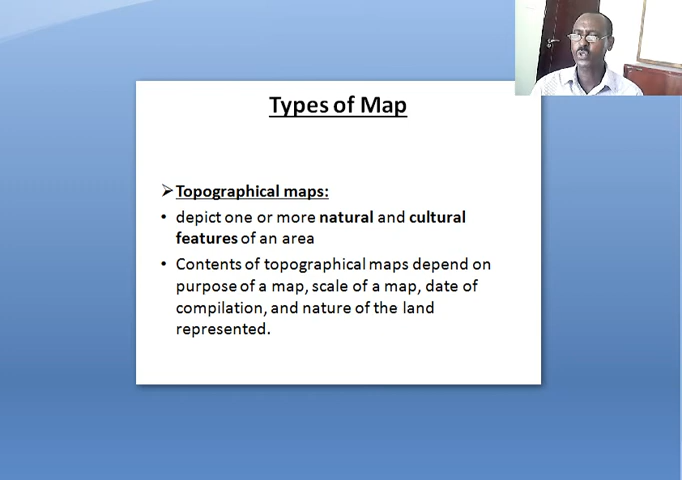 Types of Map
➢Topographical maps:
• depict one or more natural and cultural
features of an area
• Contents of topographical maps depend on
purpose of a map, scale of a map, date of
compilation, and nature of the land
represented.